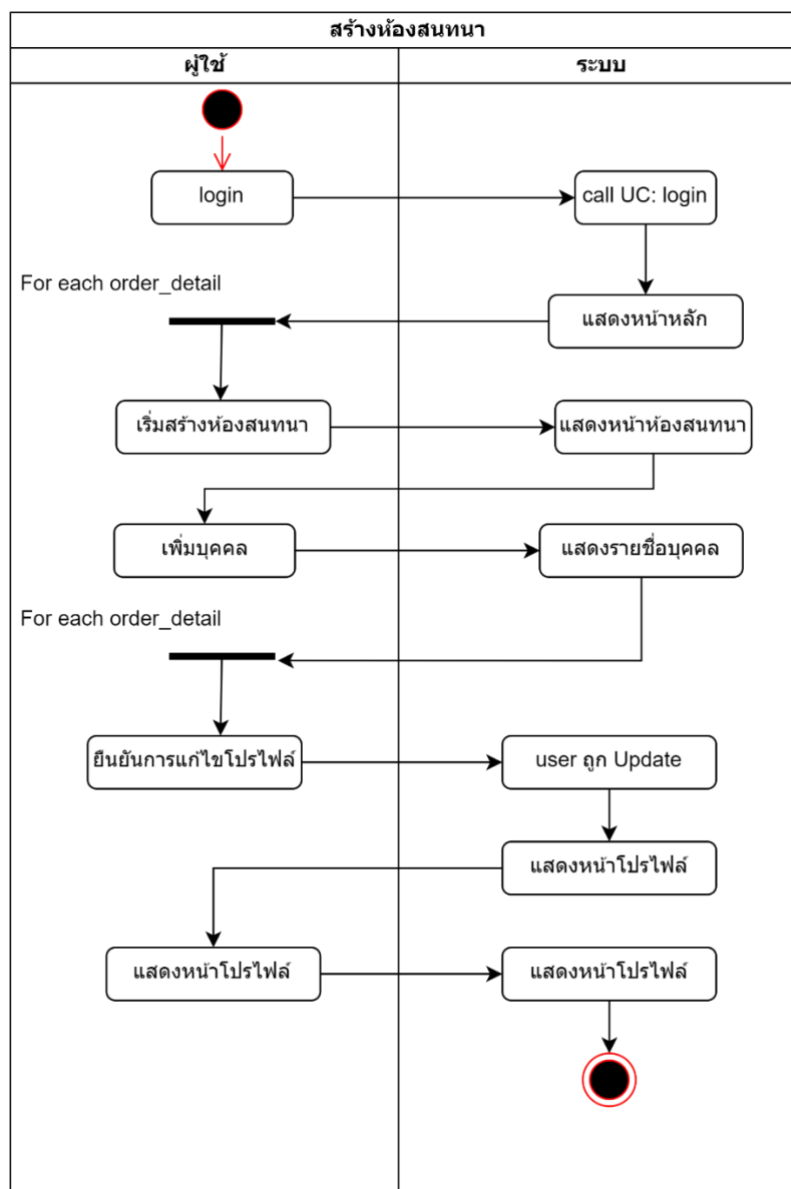 สร้างห้องสนทนา
ผู้ใช้
ระบบ
login
call UC: login
For each order_detail
แสดงหน้าหลัก
เริ่มสร้างห้องสนทนา
แสดงหน้าห้องสนทนา
เพิ่มบุคคล
แสดงรายชื่อบุคคล
For each order_detail
ยืนยันการแก้ไขโปรไฟล์
user ถูก Update
แสดงหน้าโปรไฟล์
แสดงหน้าโปรไฟล์
แสดงหน้าโปรไฟล์